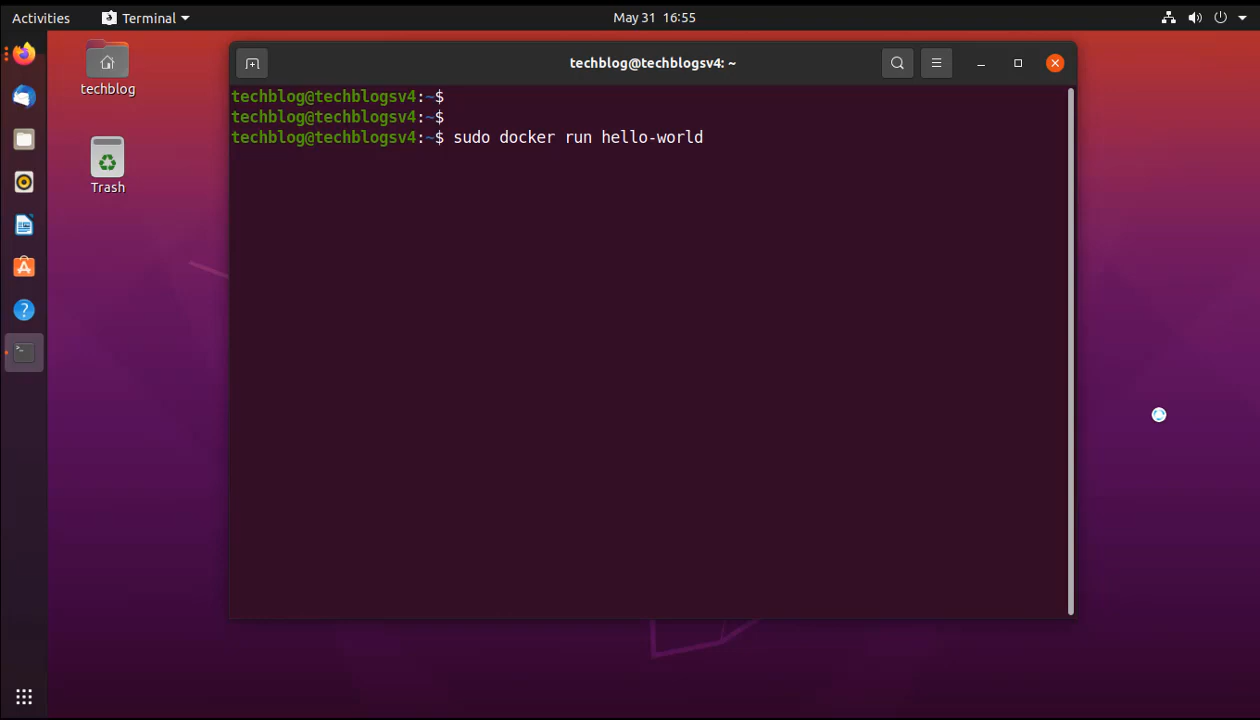 Activities
Terminal
May 31 16:55
techblog
Trash
techblog@techblogsv4: ~
techblog@techblogsv4:~$
techblog@techblogsv4:~$
techblog@techblogsv4:~$ sudo docker run hello-world